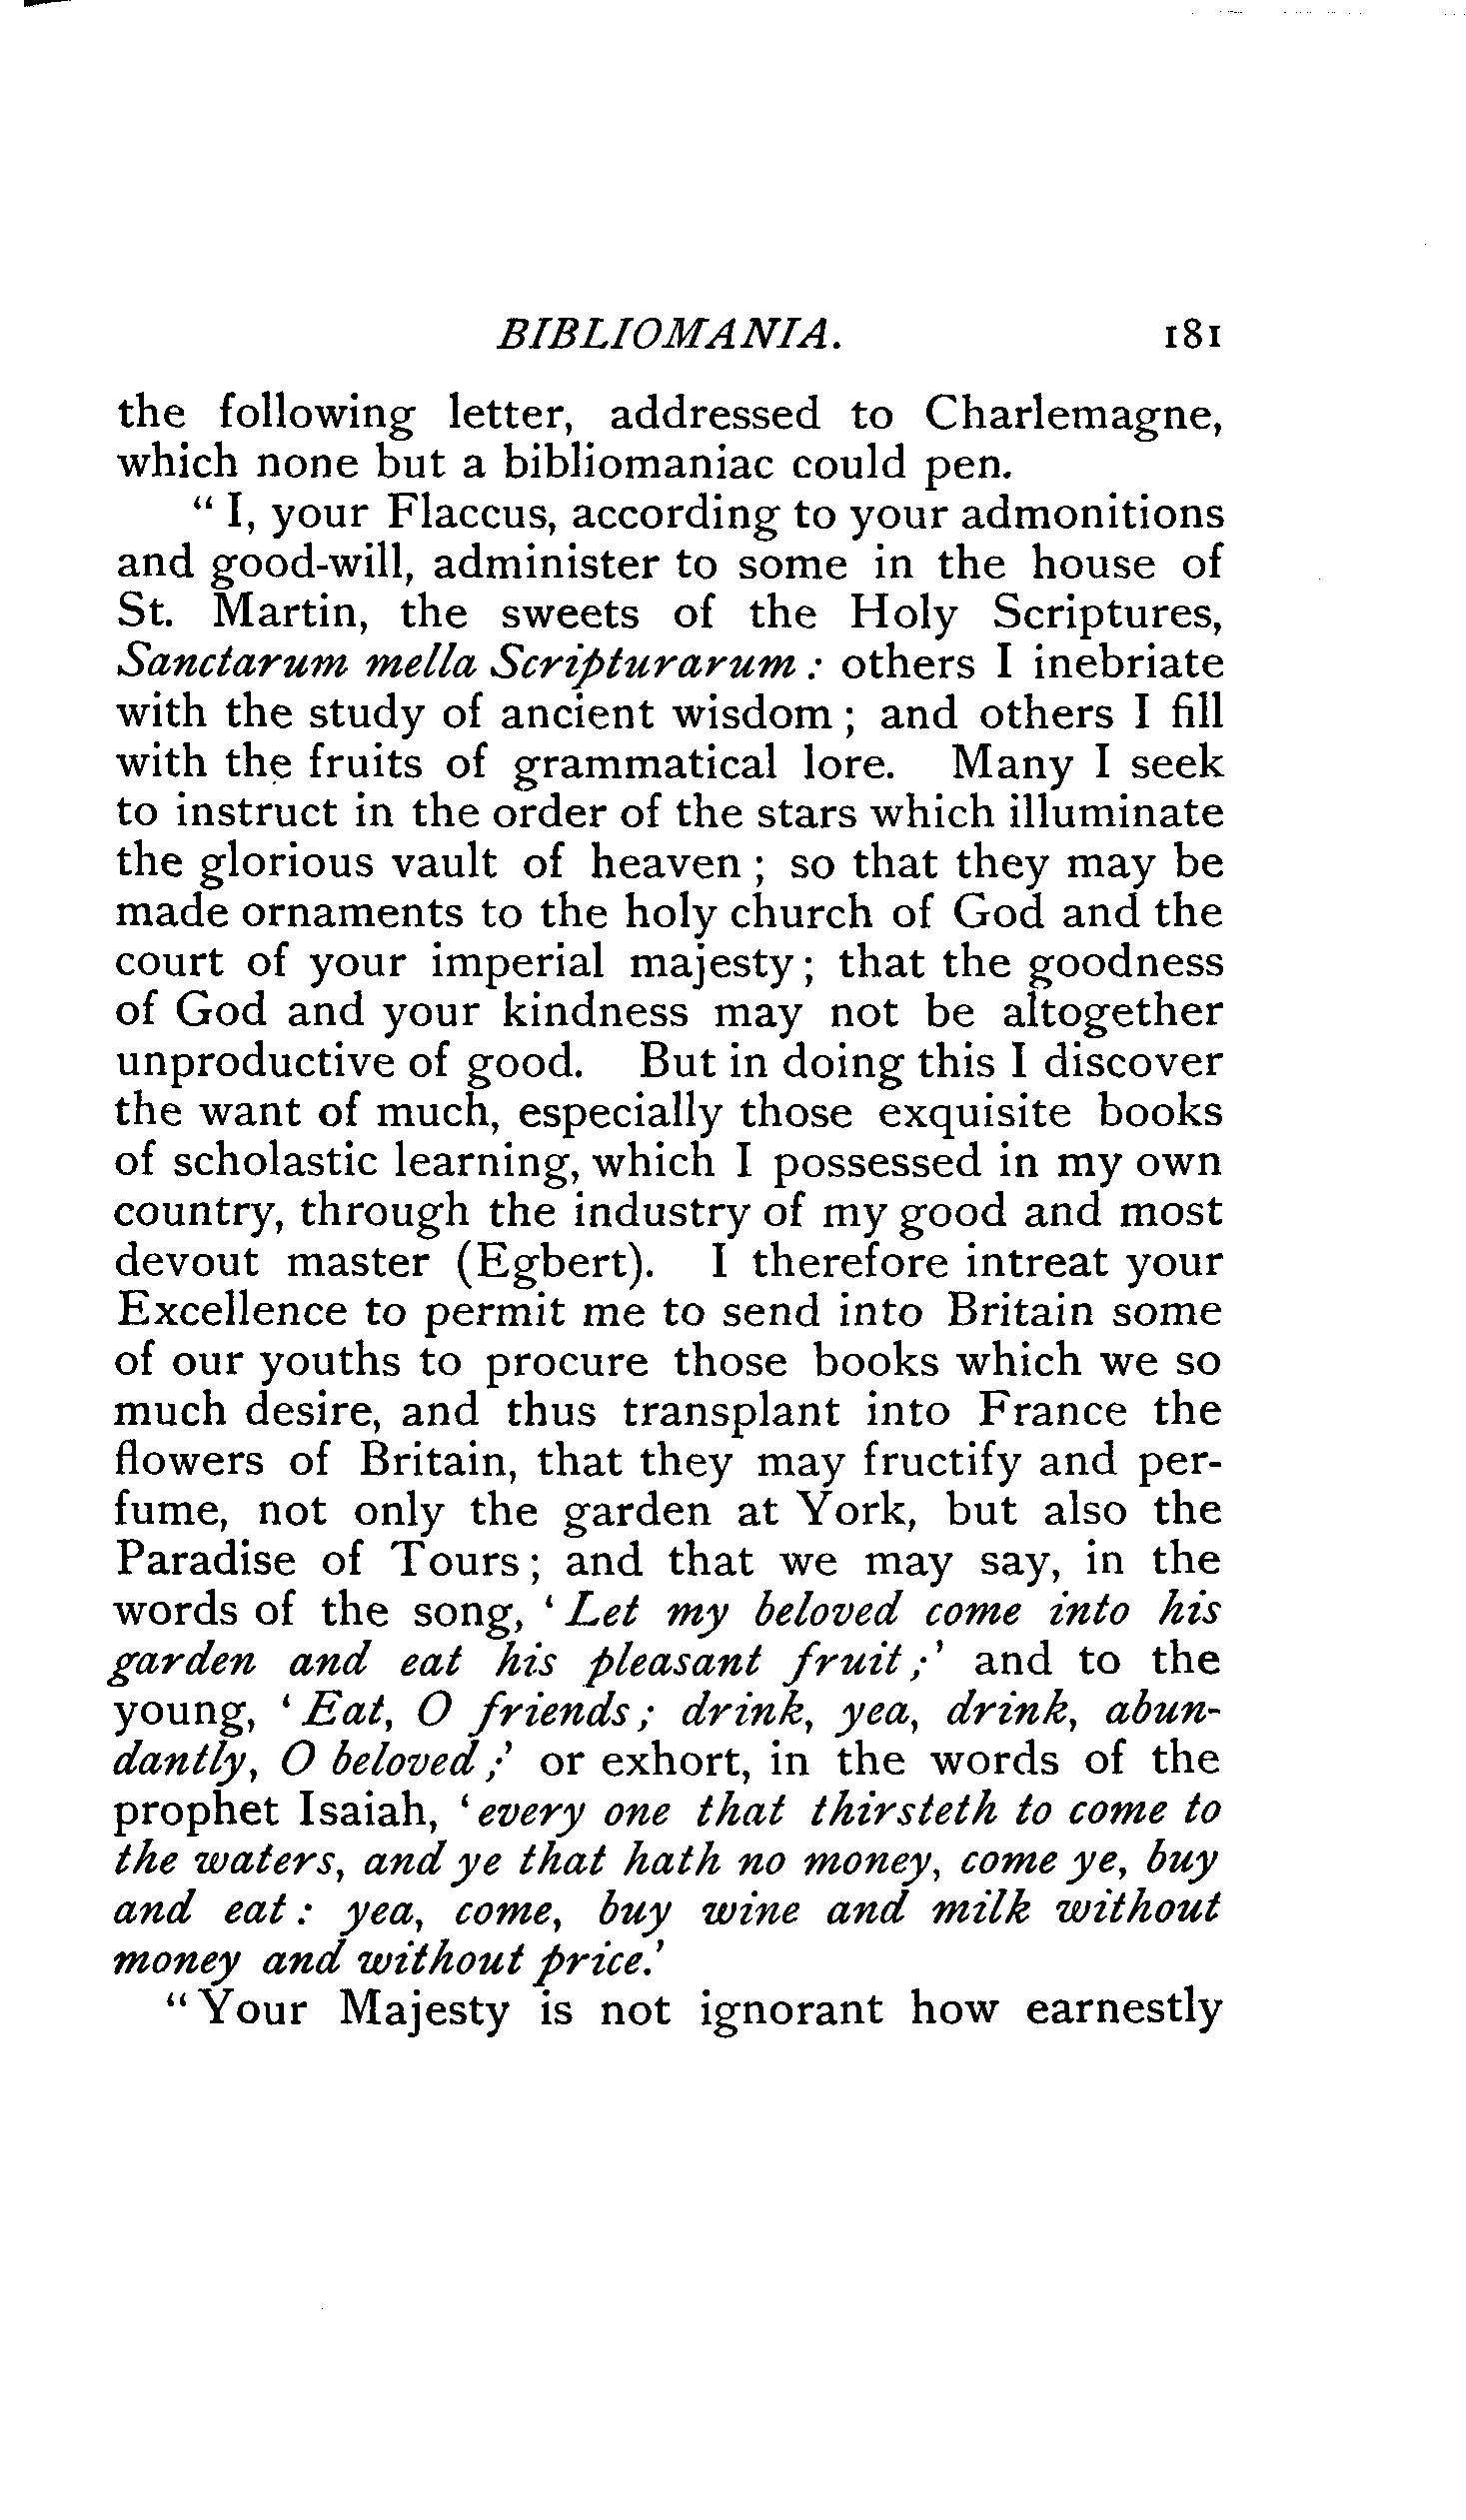 BIBLIOMANIA. 181
the following letter, addressed to Charlemagne,
which none but a bibliomaniac could pen.
“ I, your Flaccus, according to your admonitions
and good-will, administer to some in the house of
St. Martin, the sweets of the Holy Scriptures,
Sanctarum mella Scripturarum : others I inebriate
with the study of ancient wisdom ; and others I fill
with the fruits of grammatical lore. Many I seek
to instruct in the order of the stars which illuminate
the glorious vault of heaven ; so that they may be
made ornaments to the holy church of God and the
court of your imperial majesty ; that the goodness
of God and your kindness may not be altogether
unproductive of good. But in doing this I discover
the want of much, especially those exquisite books
of scholastic learning, which I possessed in my own
country, through the industry of my good and most
devout master (Egbert). I therefore intreat your
Excellence to permit me to send into Britain some
of our youths to procure those books which we so
much desire, and thus transplant into France the
flowers of Britain, that they may fructify and per-
fume, not only the garden at York, but also the
Paradise of Tours ; and that we may say, in the
words of the song, ‘ Let my beloved come into his
garden and eat his pleasant fruit ;’ and to the
young, ‘ Eat, O friends ; drink, yea, drink, abun-
dantly, O beloved ;’ or exhort, in the words of the
prophet Isaiah, ‘ every one that thirsteth to come to
the waters, and ye that hath no money, come ye, buy
and eat : yea, come, buy wine and milk without
money and without price.’
“ Your Majesty is not ignorant how earnestly